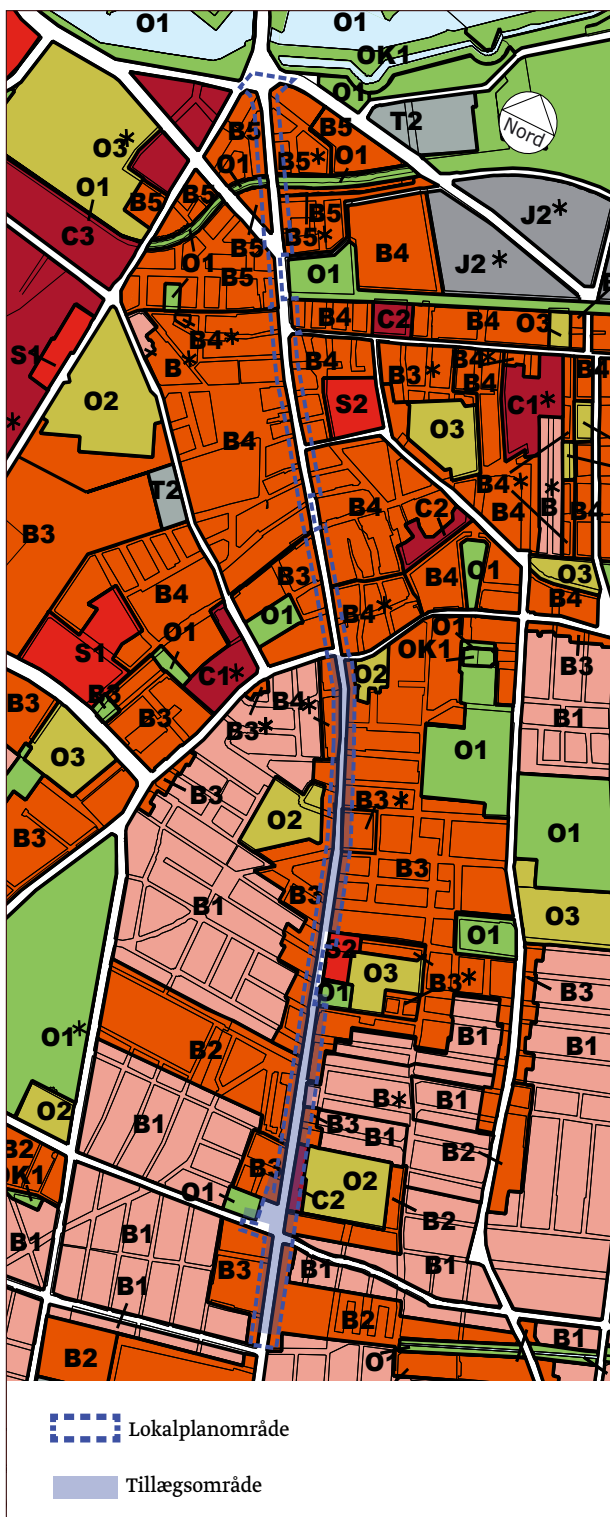 O1 O1
OK1
O1
B5 B5 T2
Nord
O3* B5* O1
O1 O1
B5 B5 B5
C3 B5 B5* B4 J2*
O1 B5 O1 J2*
B4 C2 B4 O3
B4*
S1 B* B4 B3* B4* B4 B4
O2 S2 O3 C1*
B4
T2 B4 C2 B4* B4 B* B4
B3
B3 B4 O1 O3
B4 O1 B4* B4
O1 O1
S1 C1* O2 OK1 B3
B3 B3 B4* B1
B3 B3*
O3 O1
B3 B3*
O2
B3 O1
B3
B1 B3 O3
O1
S2 O3 B3
O1 B3*
B1
O1* B2 B1
B* B1
O2 B1 B3 B1 B2
B2 B3 O2
OK1 O1 C2 B2
B1 B1 B3 B1 B1
B1
B2 B1
B2 O1
Lokalplanområde
Tillægsområde